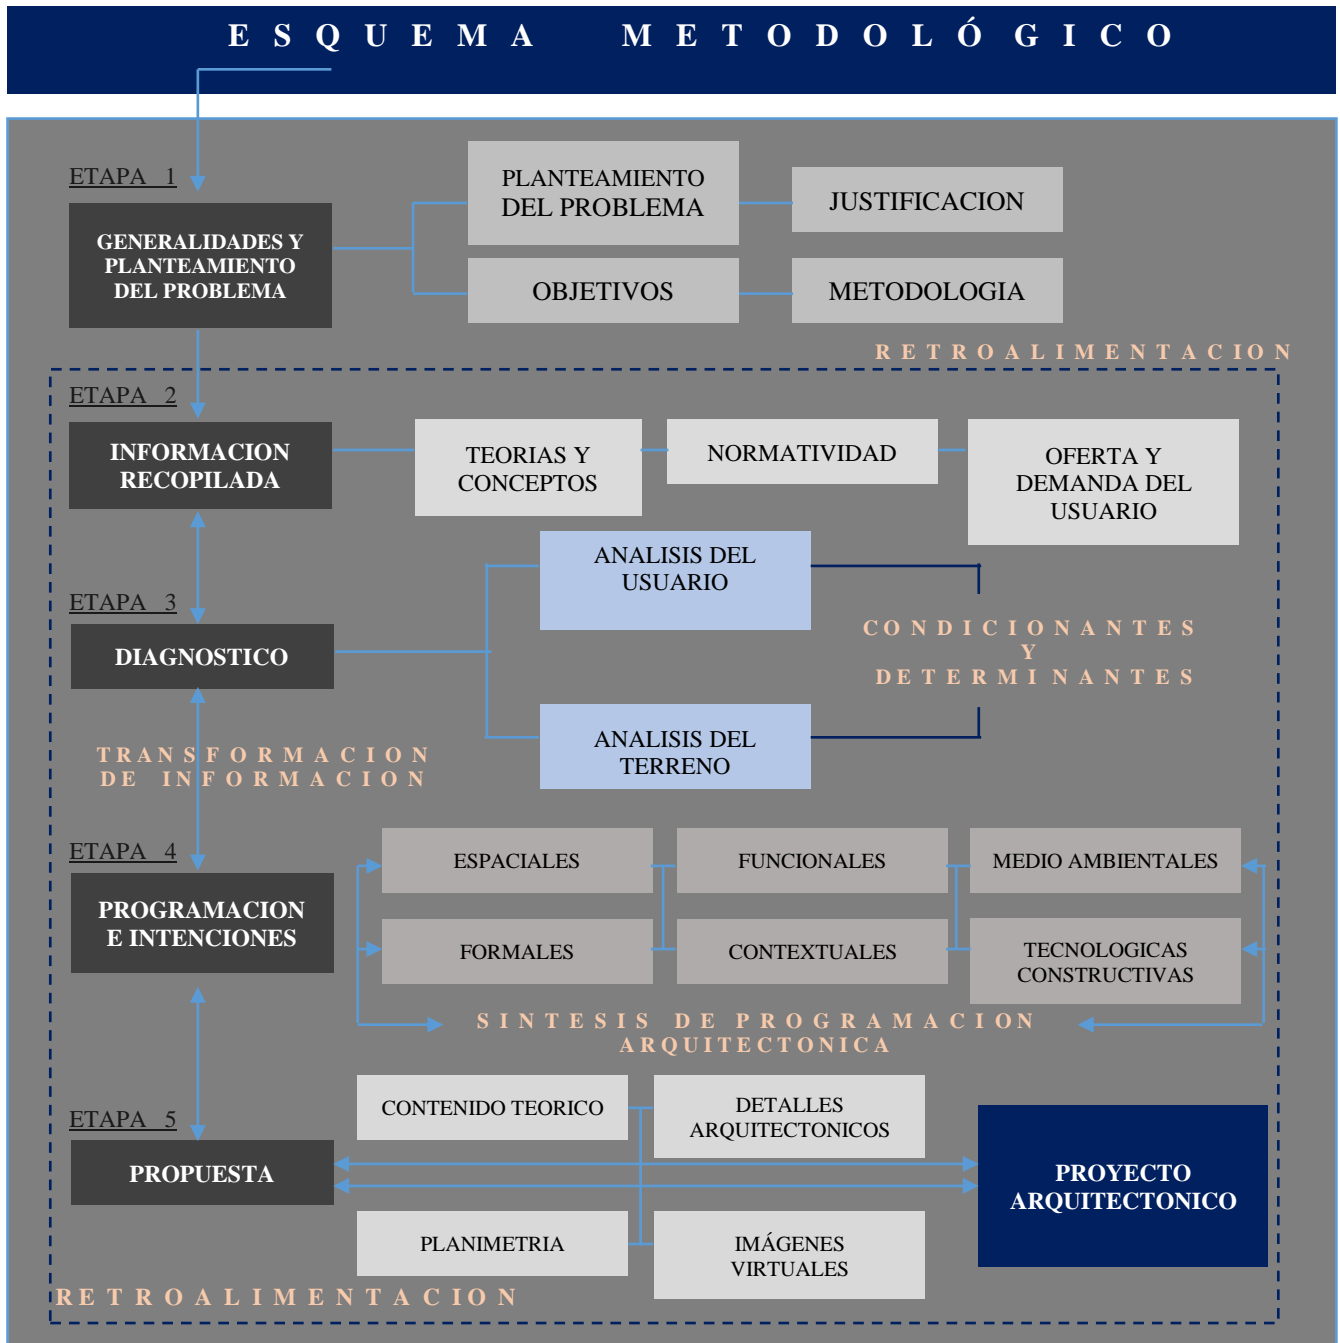 ESQUEMA METODOLÓGICO
ETAPA 1
GENERALIDADES Y
PLANTEAMIENTO
DEL PROBLEMA
PLANTEAMIENTO
DEL PROBLEMA
JUSTIFICACION
OBJETIVOS
METODOLOGIA
RETROALIMENTACION
ETAPA 2
INFORMACION
RECOPILADA
TEORIAS Y
CONCEPTOS
NORMATIVIDAD
OFERTA Y
DEMANDA DEL
USUARIO
ETAPA 3
DIAGNOSTICO
ANALISIS DEL
USUARIO
CONDICIONANTES
Y
DETERMINANTES
ANALISIS DEL
TERRENO
TRANSFORMACION
DE INFORMACION
ETAPA 4
PROGRAMACION
E INTENCIONES
ESPACIALES
FUNCIONALES
MEDIO AMBIENTALES
FORMALES
CONTEXTUALES
TECNOLOGICAS
CONSTRUCTIVAS
SINTESIS DE PROGRAMACION
ARQUITECTONICA
ETAPA 5
PROPUESTA
CONTENIDO TEORICO
DETALLES
ARQUITECTONICOS
PROYECTO
ARQUITECTONICO
PLANIMETRIA
IMÁGENES
VIRTUALES
RETROALIMENTACION